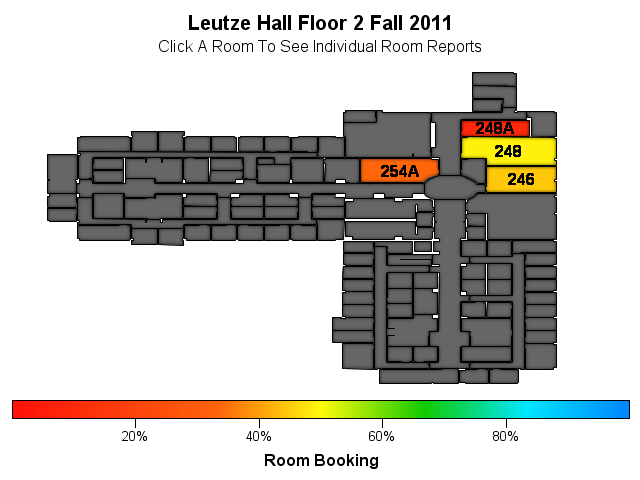 Leutze Hall Floor 2 Fall 2011
Click A Room To See Individual Room Reports
248A
248
254A
246
20%
40%
60%
80%
Room Booking